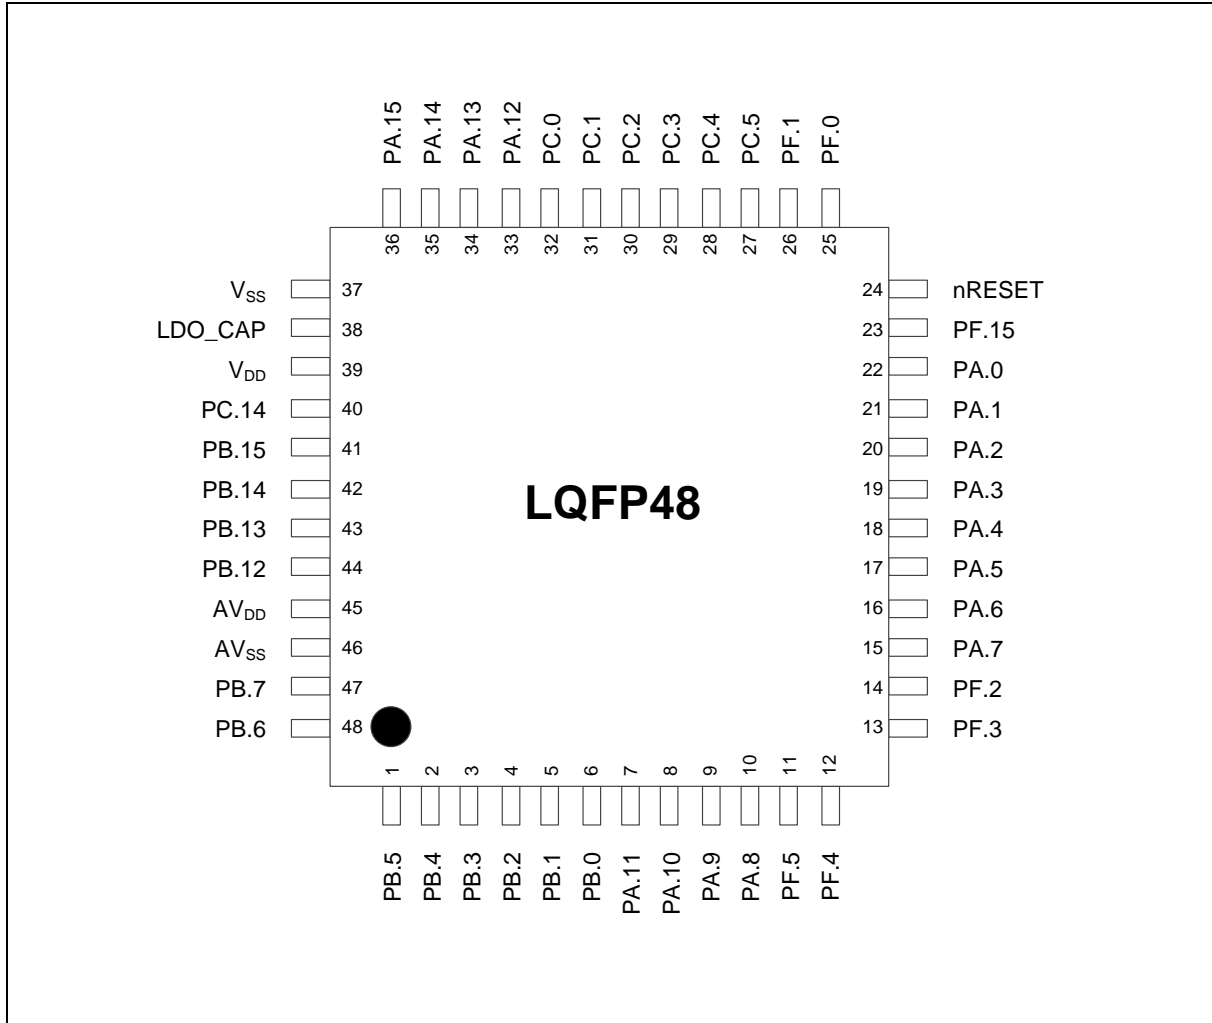 PA.15
PA.14
PA.13
PA.12
PC.0
PC.1
PC.2
PC.3
PC.4
PC.5
PF.1
PF.0
36
35
34
33
32
31
30
29
28
27
26
25
VSS 37
LDO_CAP 38
VDD 39
PC.14 40
PB.15 41
PB.14 42
PB.13 43
PB.12 44
AVDD 45
AVSS 46
PB.7 47
PB.6 48
LQFP48
24 nRESET
23 PF.15
22 PA.0
21 PA.1
20 PA.2
19 PA.3
18 PA.4
17 PA.5
16 PA.6
15 PA.7
14 PF.2
13 PF.3
1
2
3
4
5
6
7
8
9
10
11
12
PB.5
PB.4
PB.3
PB.2
PB.1
PB.0
PA.11
PA.10
PA.9
PA.8
PF.5
PF.4